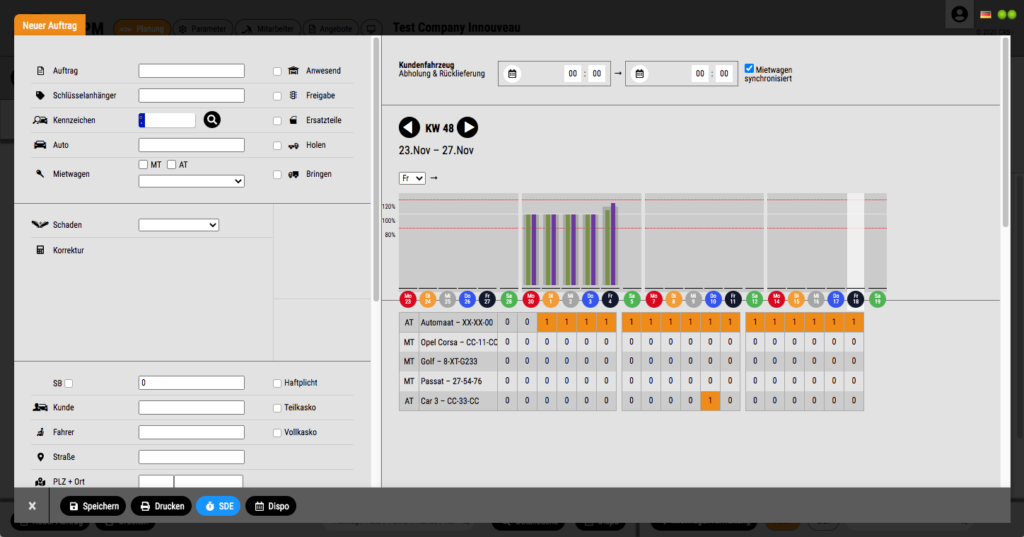 Neuer Auftrag
PM
Planung
Parameter
Mitarbeiter
Angebote
Test Company Innouveau
Auftrag
Anwesend
Schlüsselanhänger
Freigabe
Kennzeichen
Ersatzteile
Auto
Holen
Mietwagen
MT
AT
Bringen
Schaden
Korrektur
SB
0
Haftplicht
Kunde
Teilkasko
Fahrer
Vollkasko
Straße
PLZ + Ort
Kundenfahrzeug
Abholung & Rücklieferung
00 : 00
→
00 : 00
Mietwagen
synchronisiert
KW 48
23.Nov – 27.Nov
Fr
→
120%
100%
80%
Mo 23
Di 24
Mi 25
Do 26
Fr 27
Sa 28
Mo 30
Di 1
Mi 2
Do 3
Fr 4
Sa 5
Mo 7
Di 8
Mi 9
Do 10
Fr 11
Sa 12
Mo 14
Di 15
Mi 16
Do 17
Fr 18
Sa 19
AT Automaat – XX-XX-00 0 0 1 1 1 1 1 1 1 1 1 1 1 1 1 1 1 1
MT Opel Corsa – CC-11-CC 0 0 0 0 0 0 0 0 0 0 0 0 0 0 0 0 0 0
MT Golf – 8-XT-G233 0 0 0 0 0 0 0 0 0 0 0 0 0 0 0 0 0 0
MT Passat – 27-54-76 0 0 0 0 0 0 0 0 0 0 0 0 0 0 0 0 0 0
AT Car 3 – CC-33-CC 0 0 0 0 0 0 0 0 0 0 1 0 0 0 0 0 0 0
×
Speichern
Drucken
SDE
Dispo